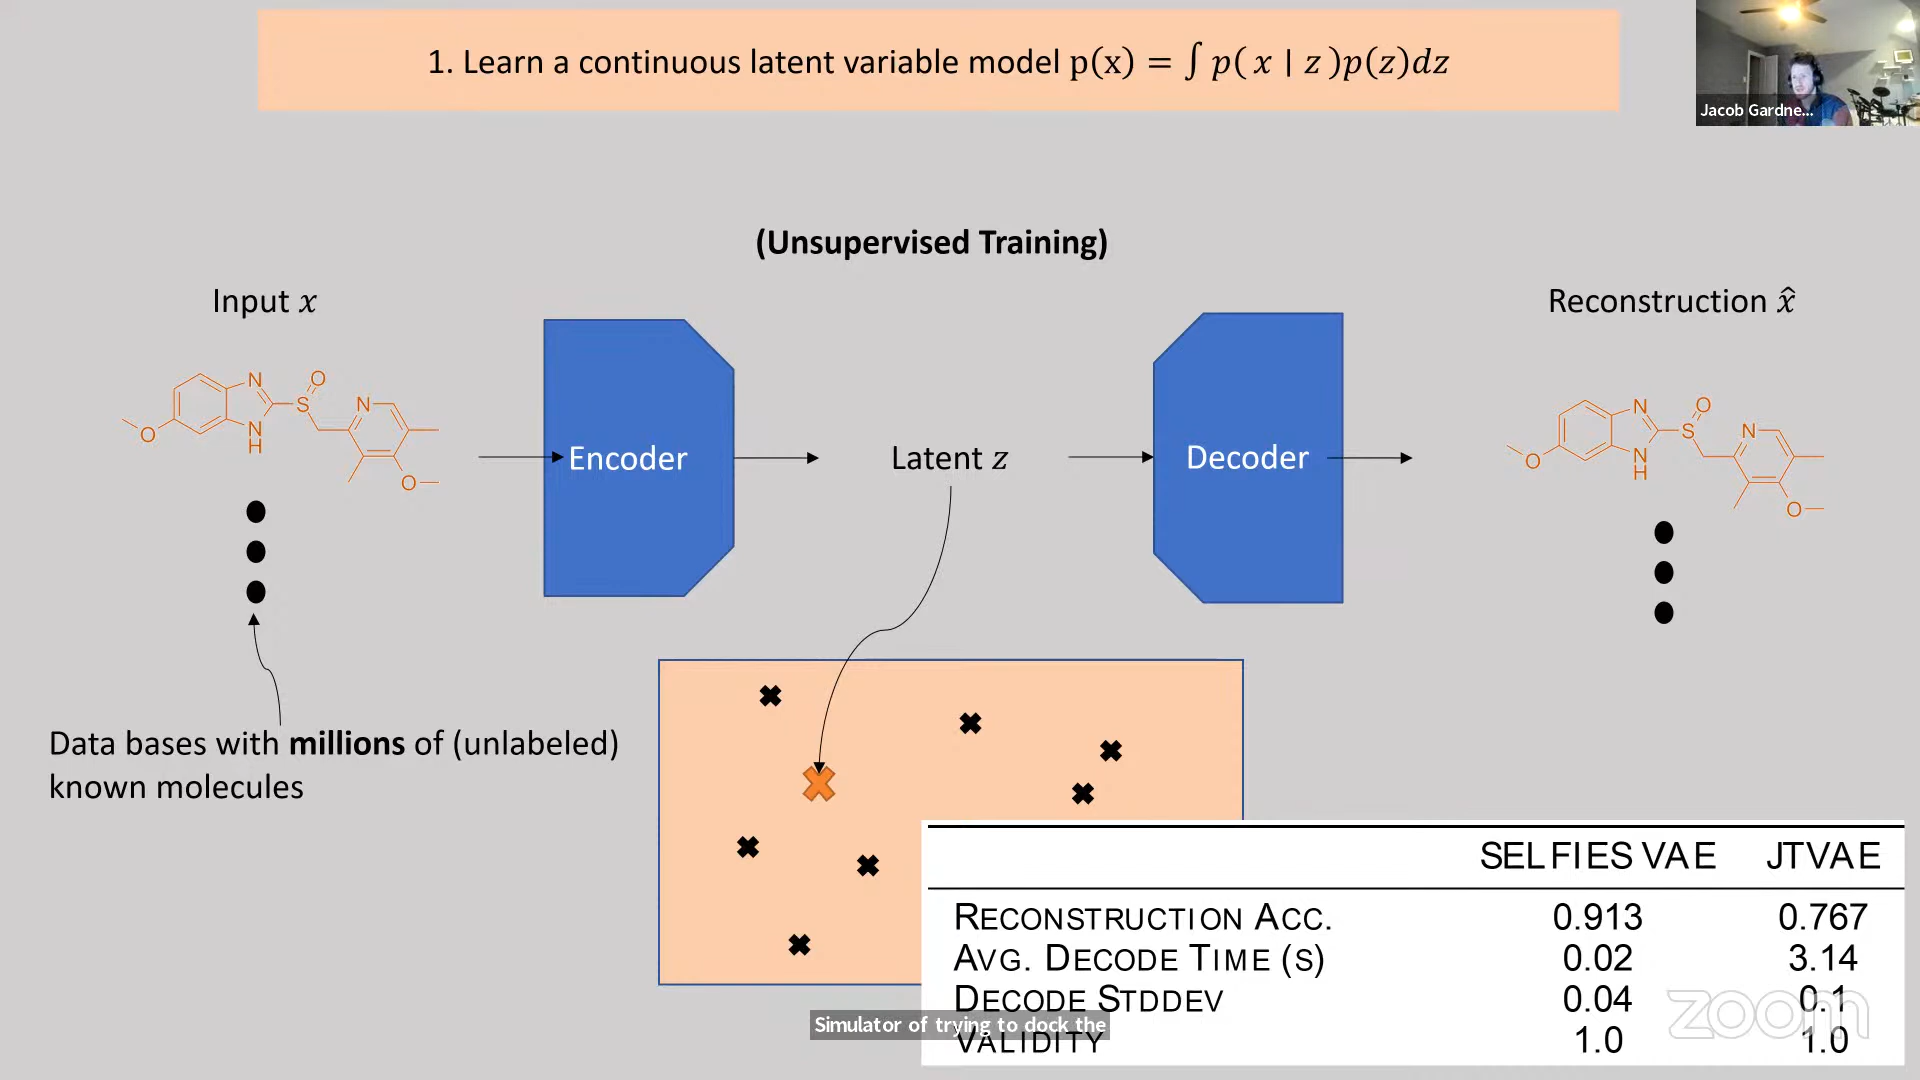 1. Learn a continuous latent variable model p(x) = ∫ p( x | z )p(z)dz
Jacob Gardne...
(Unsupervised Training)
Input x
Reconstruction x̂
N
S
O
N
H
N
O
O
Encoder
Latent z
Decoder
N
S
O
N
H
N
O
O
Data bases with millions of (unlabeled)
known molecules
SELFIES VAE JTVAE
RECONSTRUCTION ACC. 0.913 0.767
AVG. DECODE TIME (S) 0.02 3.14
DECODE STDDEV 0.04 0.1
VALIDITY 1.0 1.0
Simulator of trying to dock the
zoom